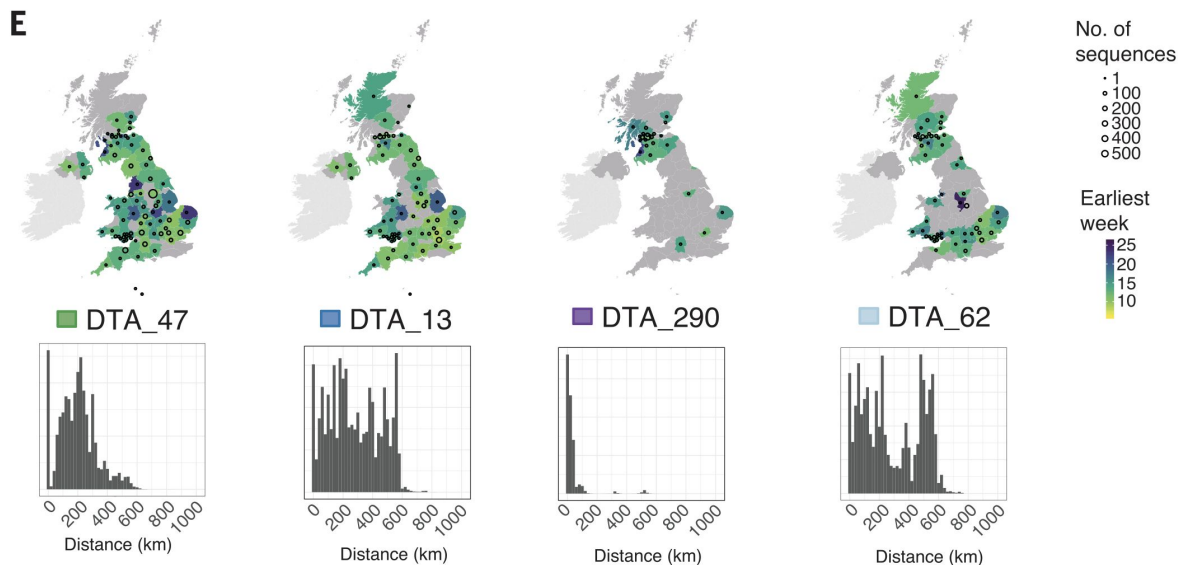 E
No. of
sequences
1
100
200
300
400
500
Earliest
week
25
20
15
10
DTA_47
DTA_13
DTA_290
DTA_62
0 200 400 600 800 1000
0 200 400 600 800 1000
0 200 400 600 800 1000
0 200 400 600 800 1000
Distance (km)
Distance (km)
Distance (km)
Distance (km)